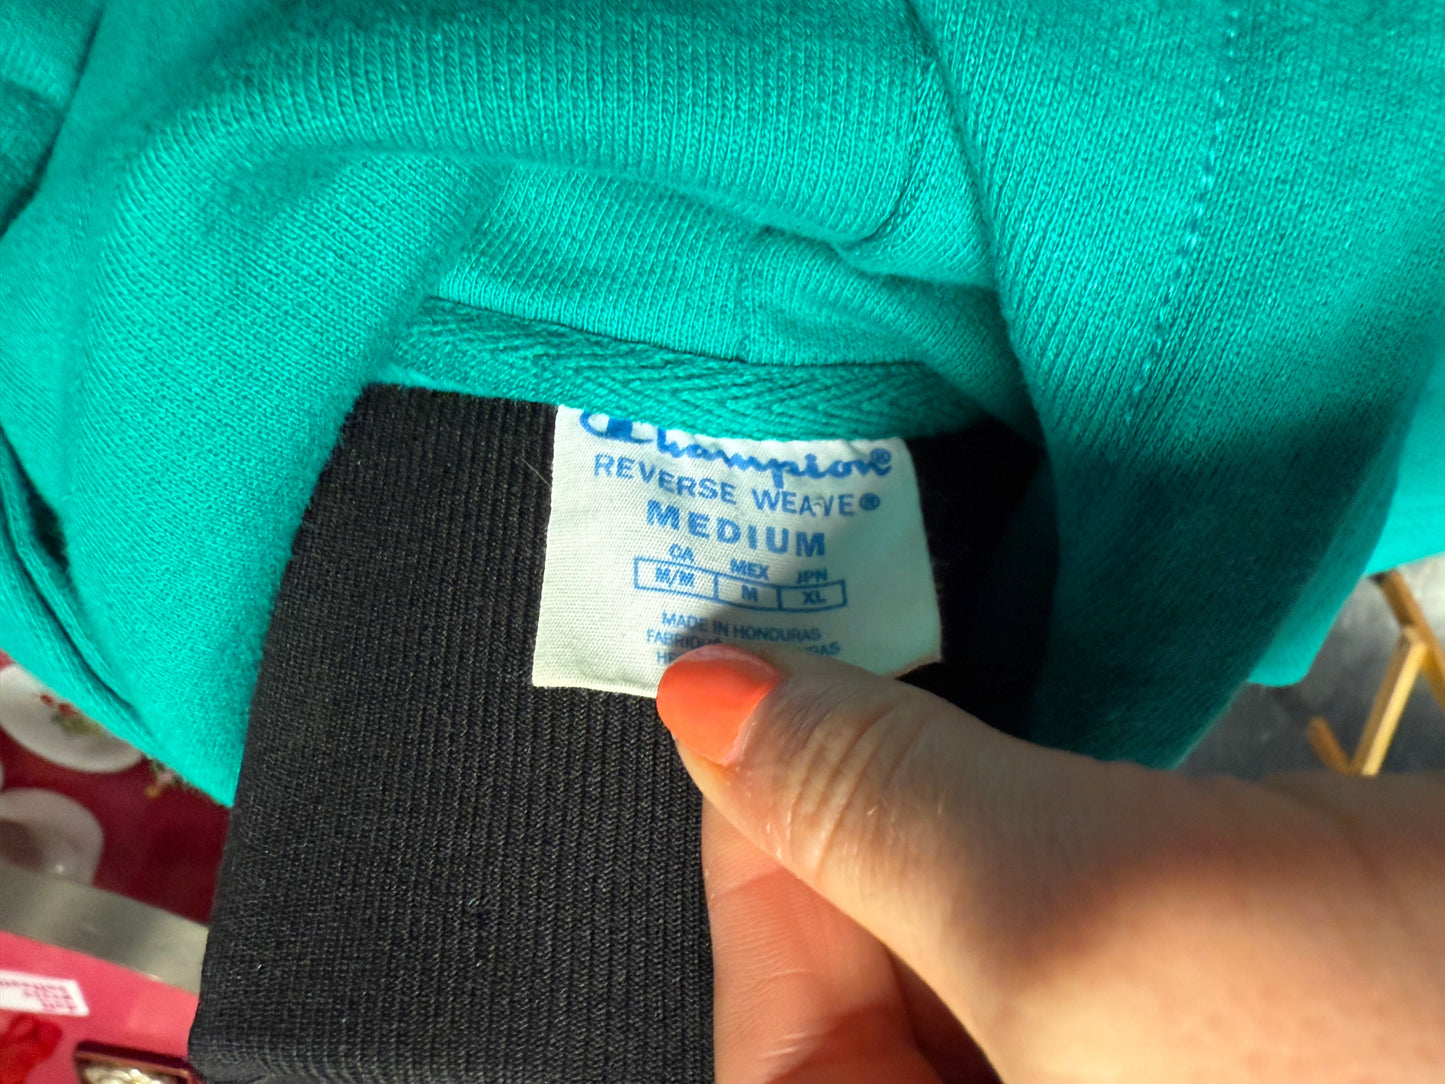 Champion®
REVERSE WEAVE®
MEDIUM
CA MEX JPN
M/M M XL
MADE IN HONDURAS